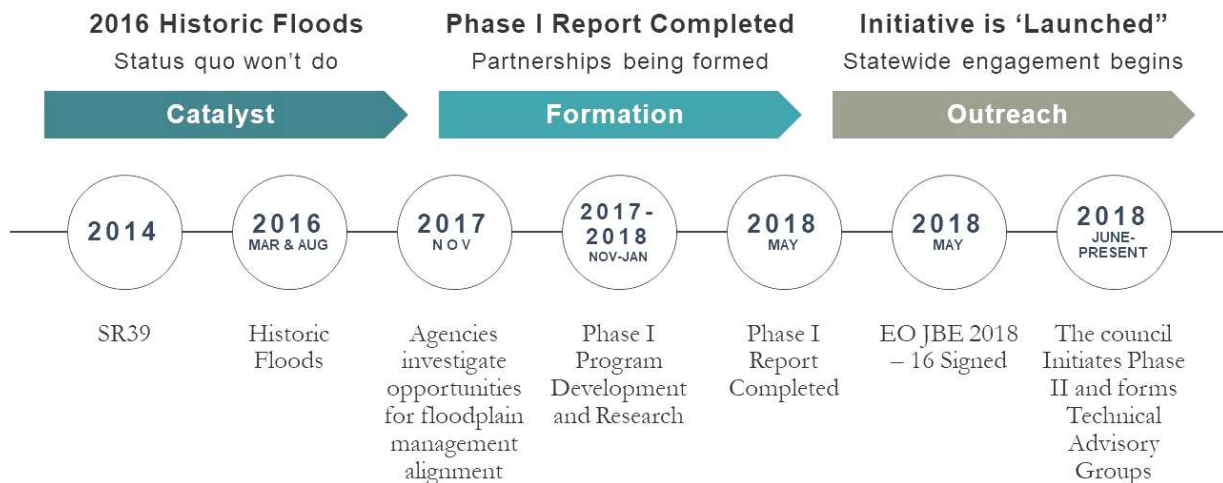 2016 Historic Floods
Status quo won't do
Catalyst
Phase I Report Completed
Partnerships being formed
Formation
Initiative is ‘Launched”
Statewide engagement begins
Outreach
2014
SR39
2016
MAR & AUG
Historic
Floods
2017
NOV
Agencies
investigate
opportunities
for floodplain
management
alignment
2017-
2018
NOV-JAN
Phase I
Program
Development
and Research
2018
MAY
Phase I
Report
Completed
2018
MAY
EO JBE 2018
– 16 Signed
2018
JUNE-
PRESENT
The council
Initiates Phase
II and forms
Technical
Advisory
Groups